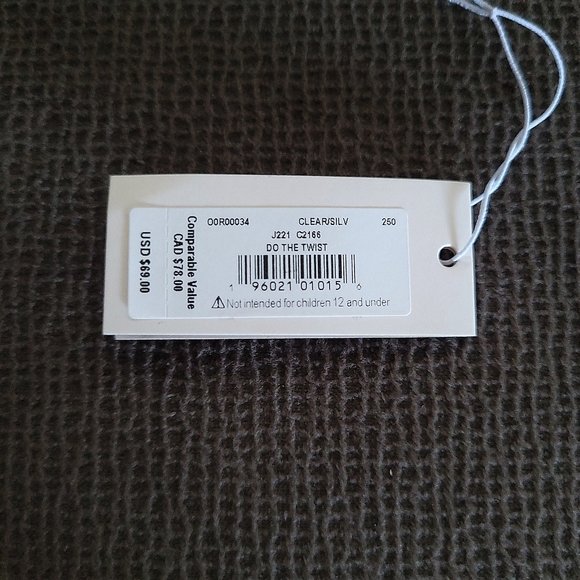 O0R00034 CLEAR/SILV 250
J221 C2166
DO THE TWIST
1 96021 01015 6
⚠ Not intended for children 12 and under
Comparable Value
CAD $78.00
USD $69.00